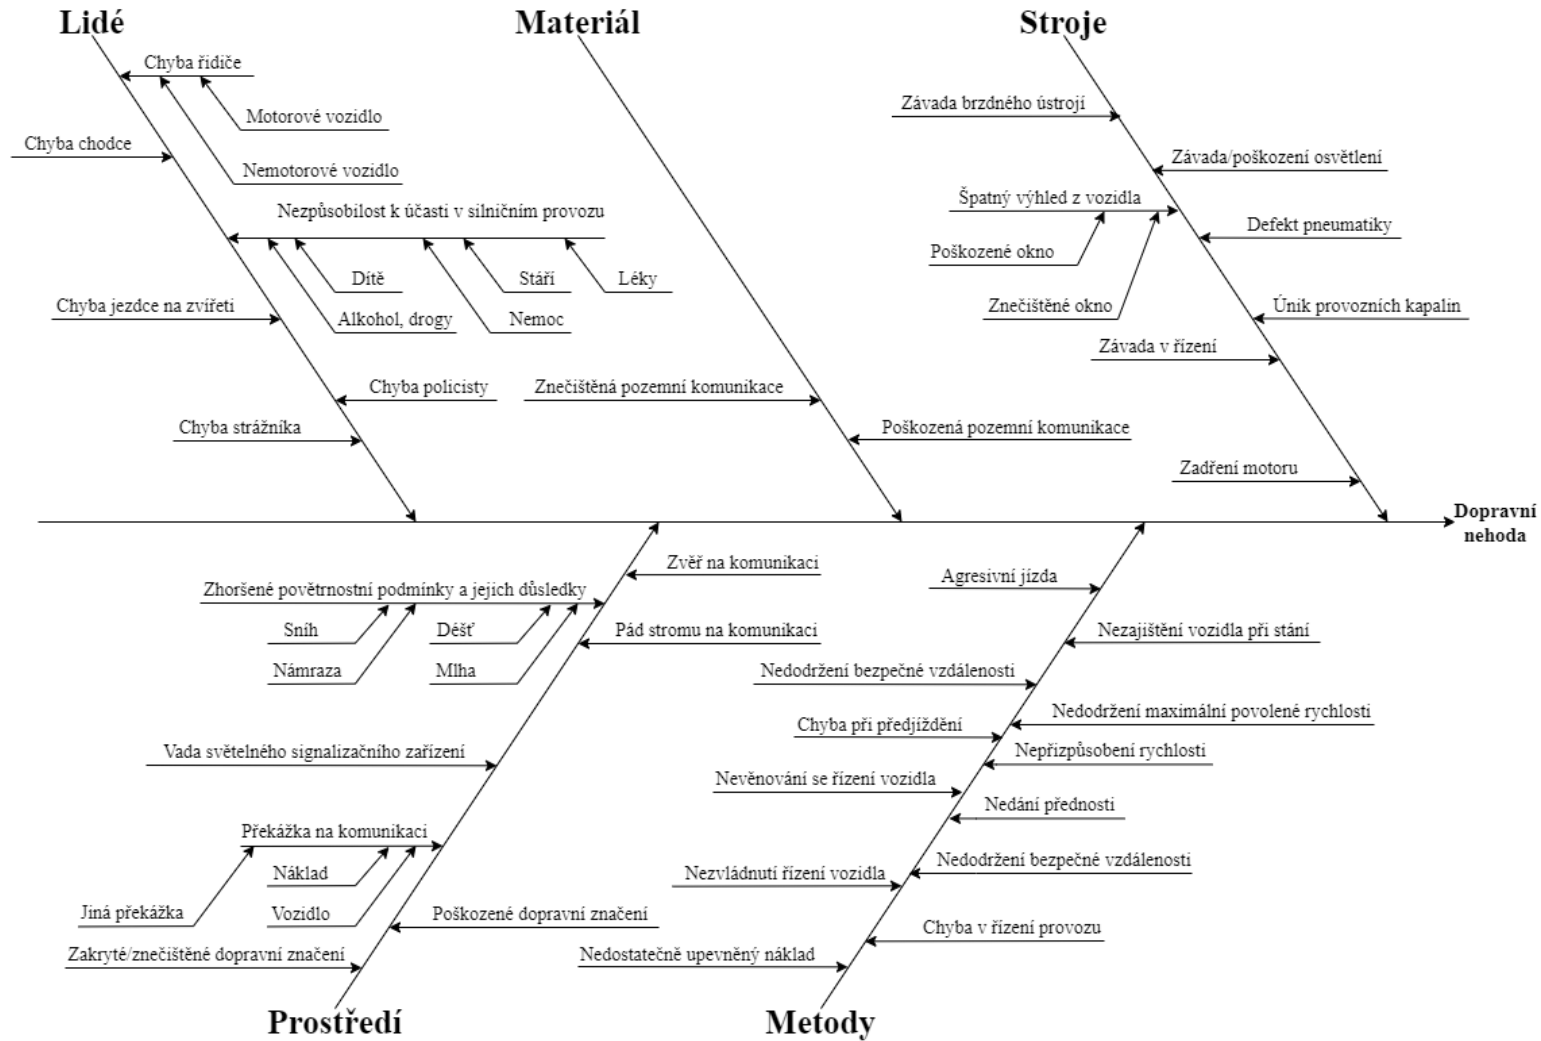 Lidé
Materiál
Stroje
Chyba řidiče
Motorové vozidlo
Chyba chodce
Nemotorové vozidlo
Nezpůsobilost k účasti v silničním provozu
Dítě
Stáří
Léky
Chyba jezdce na zvířeti
Alkohol, drogy
Nemoc
Chyba policisty
Chyba strážníka
Znečištěná pozemní komunikace
Poškozená pozemní komunikace
Závada brzdného ústrojí
Závada/poškození osvětlení
Špatný výhled z vozidla
Defekt pneumatiky
Poškozené okno
Znečištěné okno
Únik provozních kapalin
Závada v řízení
Zadření motoru
Dopravní
nehoda
Zvěř na komunikaci
Zhoršené povětrnostní podmínky a jejich důsledky
Sníh
Déšť
Pád stromu na komunikaci
Námraza
Mlha
Vada světelného signalizačního zařízení
Překážka na komunikaci
Náklad
Jiná překážka
Vozidlo
Poškozené dopravní značení
Zakryté/znečištěné dopravní značení
Agresivní jízda
Nezajištění vozidla při stání
Nedodržení bezpečné vzdálenosti
Nedodržení maximální povolené rychlosti
Chyba při předjíždění
Nepřizpůsobení rychlosti
Nevěnování se řízení vozidla
Nedání přednosti
Nedodržení bezpečné vzdálenosti
Nezvládnutí řízení vozidla
Chyba v řízení provozu
Nedostatečně upevněný náklad
Prostředí
Metody